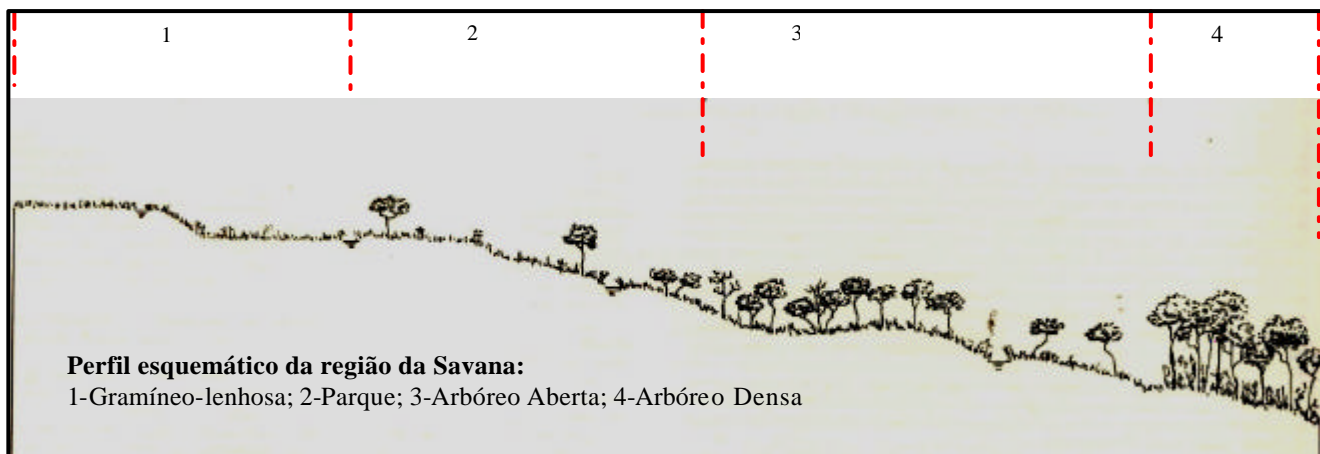 1 2 3 4
Perfil esquemático da região da Savana:
1-Gramíneo-lenhosa; 2-Parque; 3-Arbóreo Aberta; 4-Arbóreo Densa